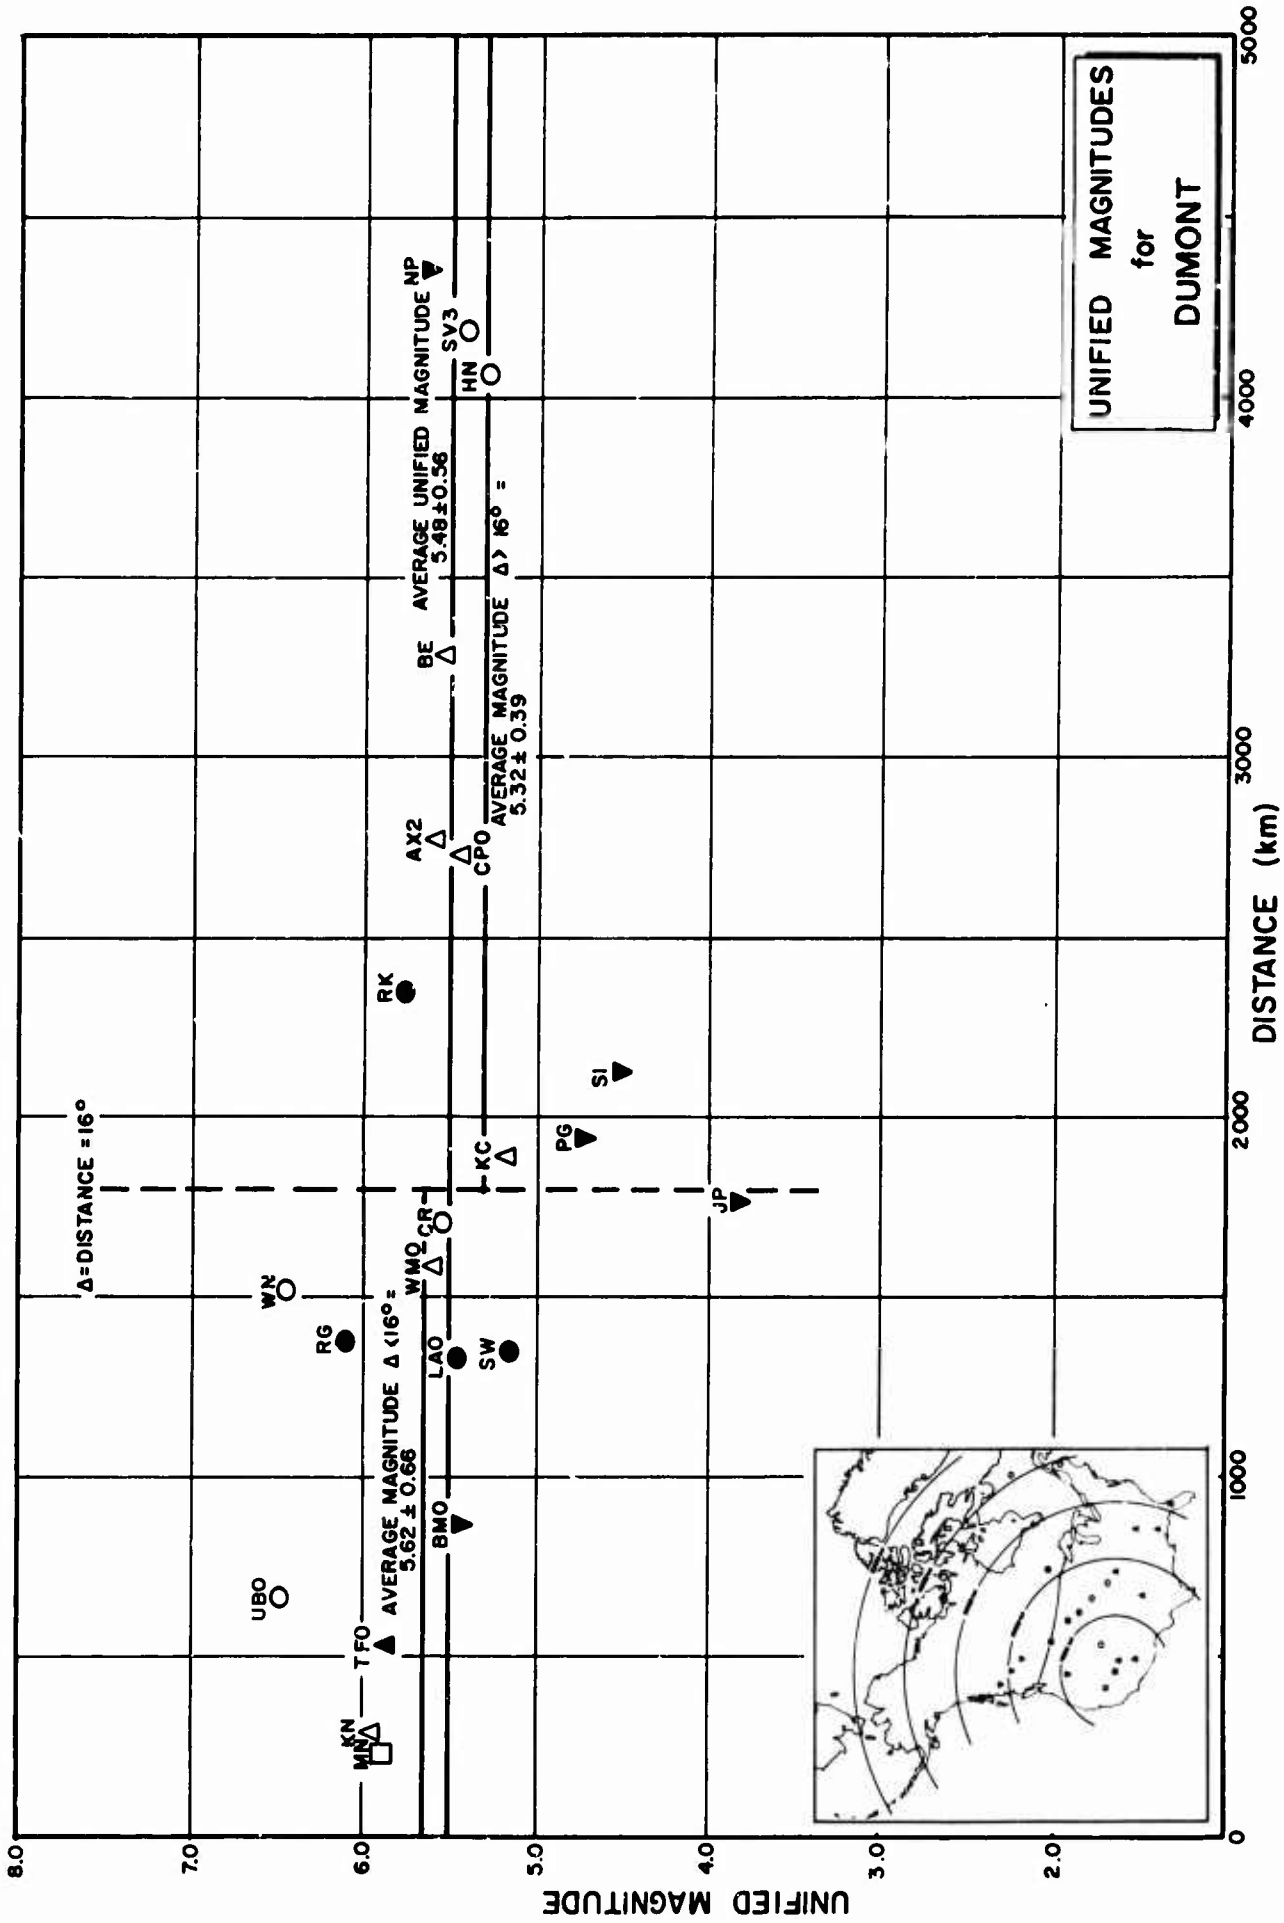 UNIFIED MAGNITUDES
for
DUMONT
Δ=DISTANCE =16°
AVERAGE UNIFIED MAGNITUDE
5.48±0.56
AVERAGE MAGNITUDE Δ> 16° =
5.32± 0.39
AVERAGE MAGNITUDE Δ <16°=
5.62 ± 0.66
MN
KN
TFO
UBO
BMO
LAO
SW
RG
WN
WMO
CR
JP
KC
PG
SI
RK
CPO
AX2
BE
HN
SV3
NP
UNIFIED MAGNITUDE
8.0
7.0
6.0
5.0
4.0
3.0
2.0
0
1000
2000
3000
4000
5000
DISTANCE (km)